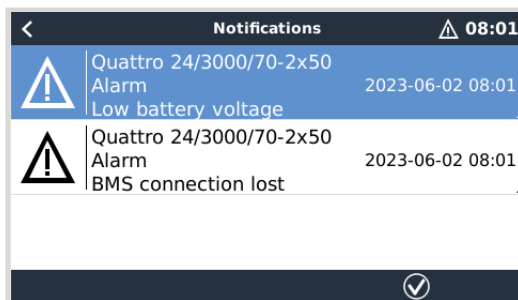 Notifications 08:01
Quattro 24/3000/70-2x50
Alarm 2023-06-02 08:01
Low battery voltage
Quattro 24/3000/70-2x50
Alarm 2023-06-02 08:01
BMS connection lost